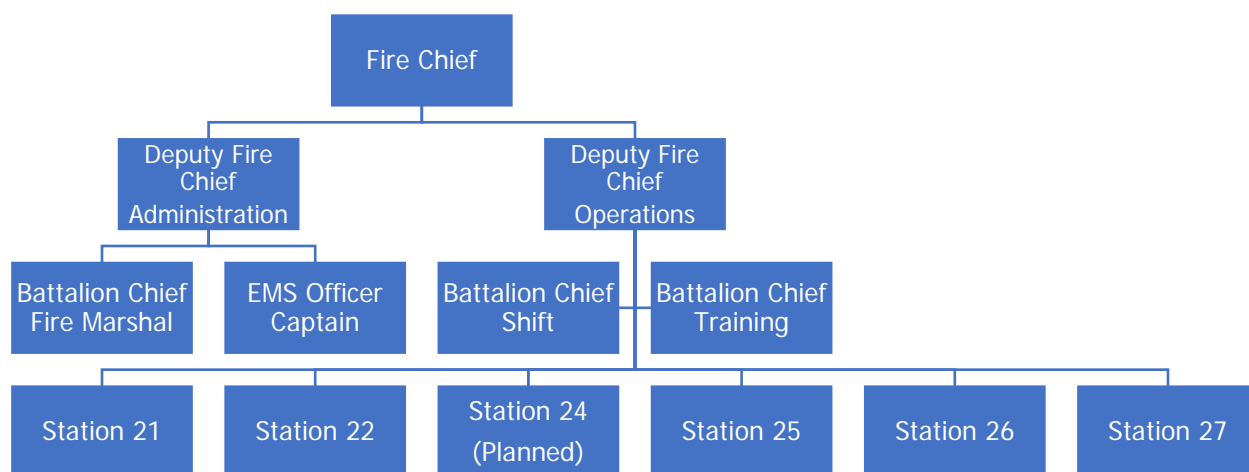 Fire Chief
Deputy Fire
Chief
Administration
Deputy Fire
Chief
Operations
Battalion Chief
Fire Marshal
EMS Officer
Captain
Battalion Chief
Shift
Battalion Chief
Training
Station 21
Station 22
Station 24
(Planned)
Station 25
Station 26
Station 27